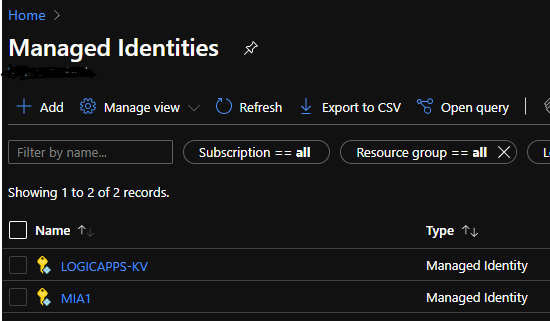 Home >
Managed Identities
+ Add Manage view Refresh Export to CSV Open query
Filter by name... Subscription == all Resource group == all
Showing 1 to 2 of 2 records.
Name ↑↓ Type ↑↓
LOGICAPPS-KV Managed Identity
MIA1 Managed Identity